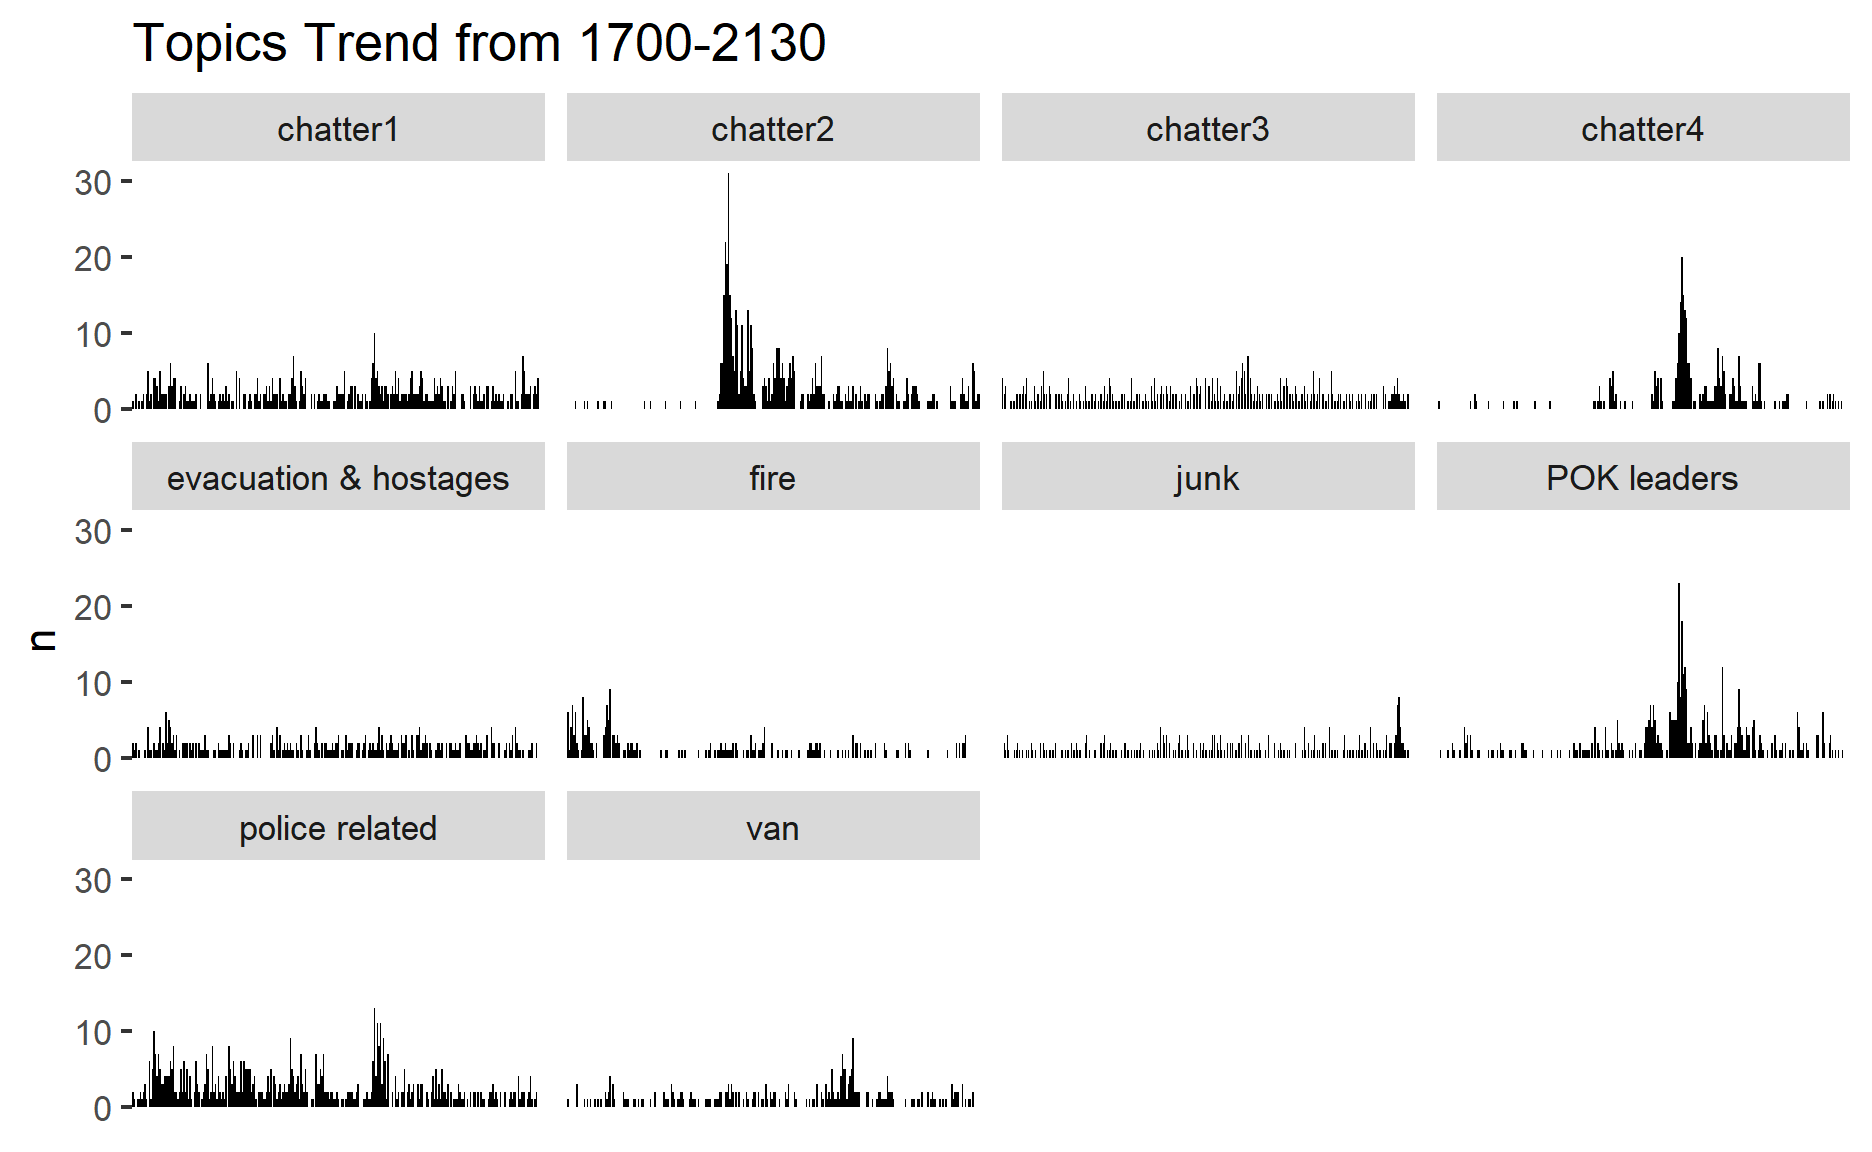 Topics Trend from 1700-2130
chatter1 chatter2 chatter3 chatter4
30
20
10
0
evacuation & hostages fire junk POK leaders
30
20
10
0
n
police related van
30
20
10
0